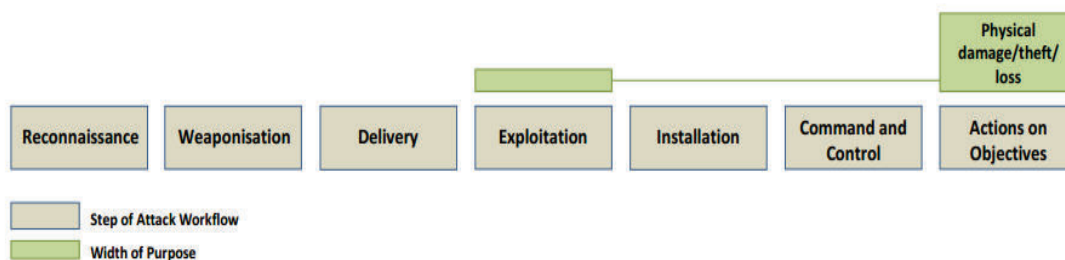 Physical
damage/theft/
loss
Reconnaissance
Weaponisation
Delivery
Exploitation
Installation
Command and
Control
Actions on
Objectives
Step of Attack Workflow
Width of Purpose